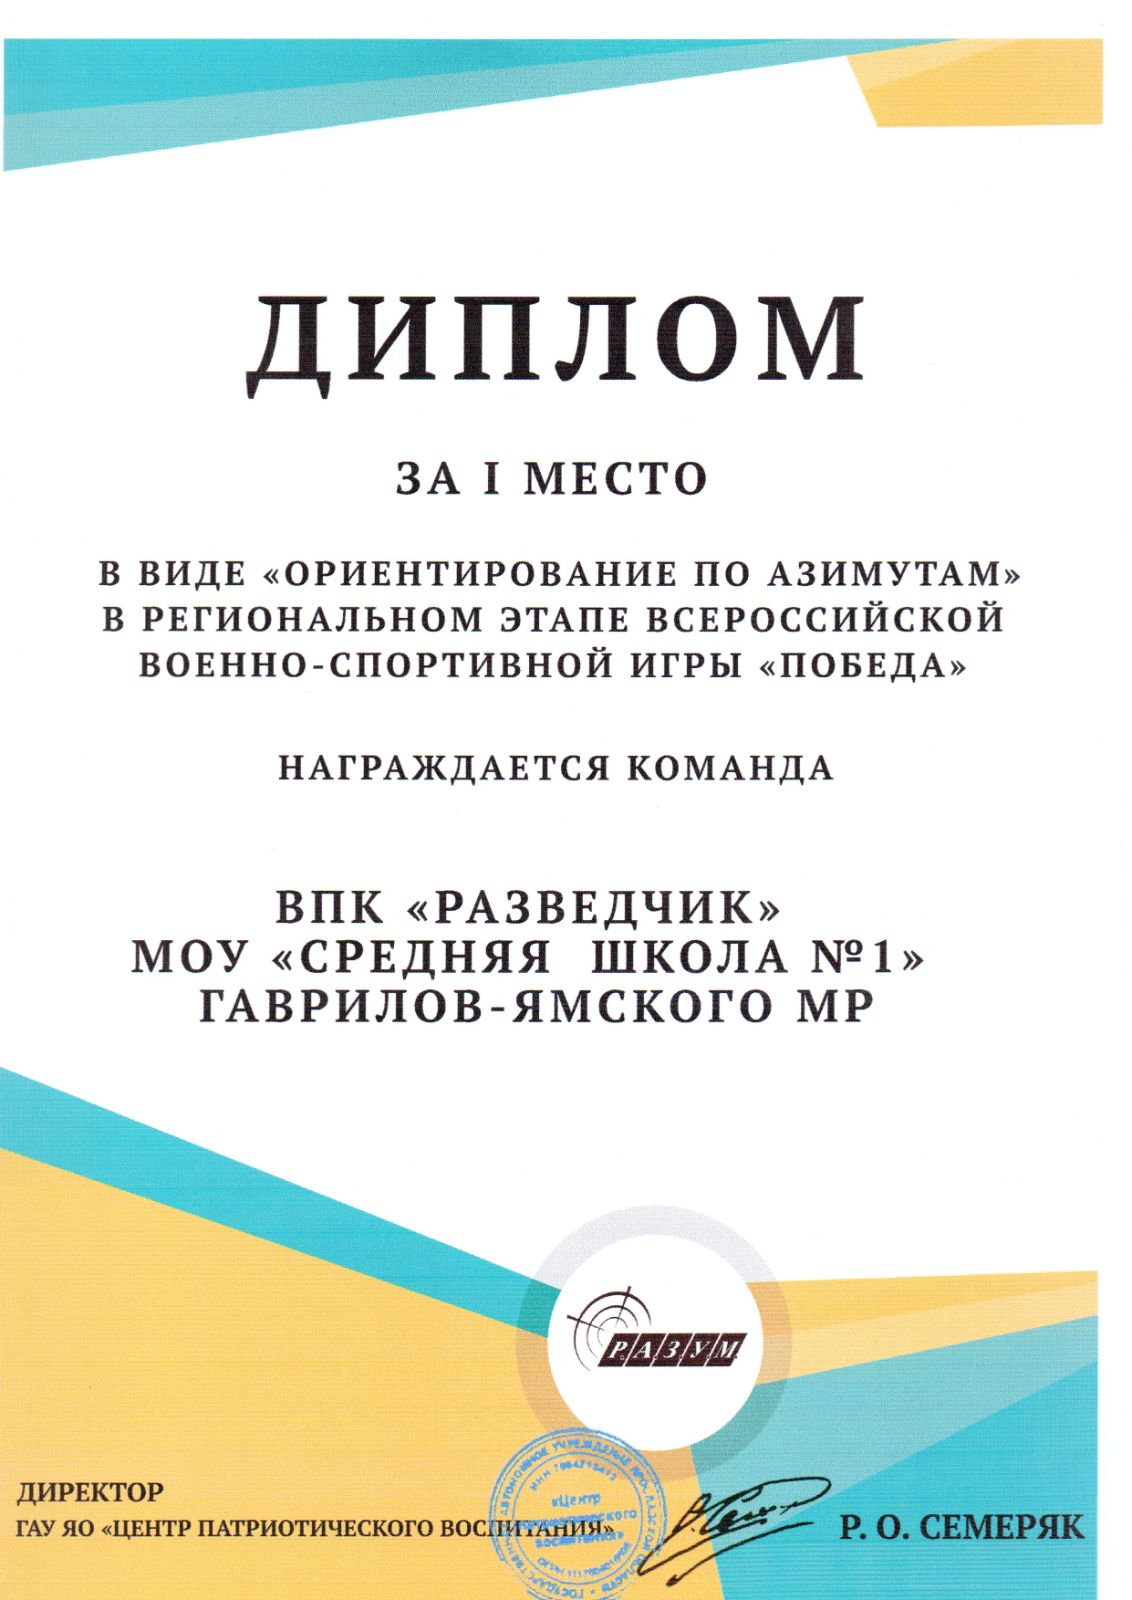 ДИПЛОМ
ЗА I МЕСТО
В ВИДЕ «ОРИЕНТИРОВАНИЕ ПО АЗИМУТАМ»
В РЕГИОНАЛЬНОМ ЭТАПЕ ВСЕРОССИЙСКОЙ
ВОЕННО-СПОРТИВНОЙ ИГРЫ «ПОБЕДА»
НАГРАЖДАЕТСЯ КОМАНДА
ВПК «РАЗВЕДЧИК»
МОУ «СРЕДНЯЯ ШКОЛА №1»
ГАВРИЛОВ-ЯМСКОГО МР
Р.А.З.У.М.
ДИРЕКТОР
ГАУ ЯО «ЦЕНТР ПАТРИОТИЧЕСКОГО ВОСПИТАНИЯ»
Р. О. СЕМЕРЯК
«Центр